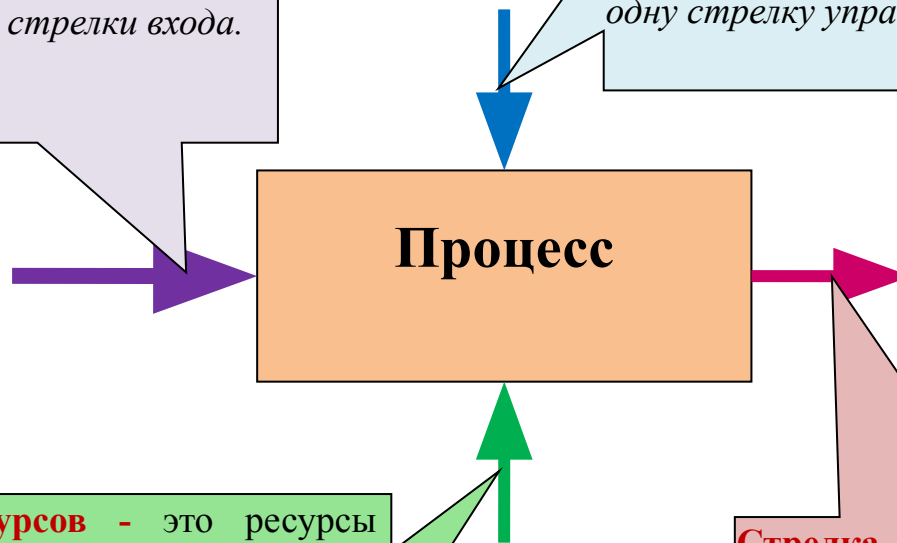 стрелки входа.
одну стрелку упра
Процесс
урсов - это ресурсы
Стрелка